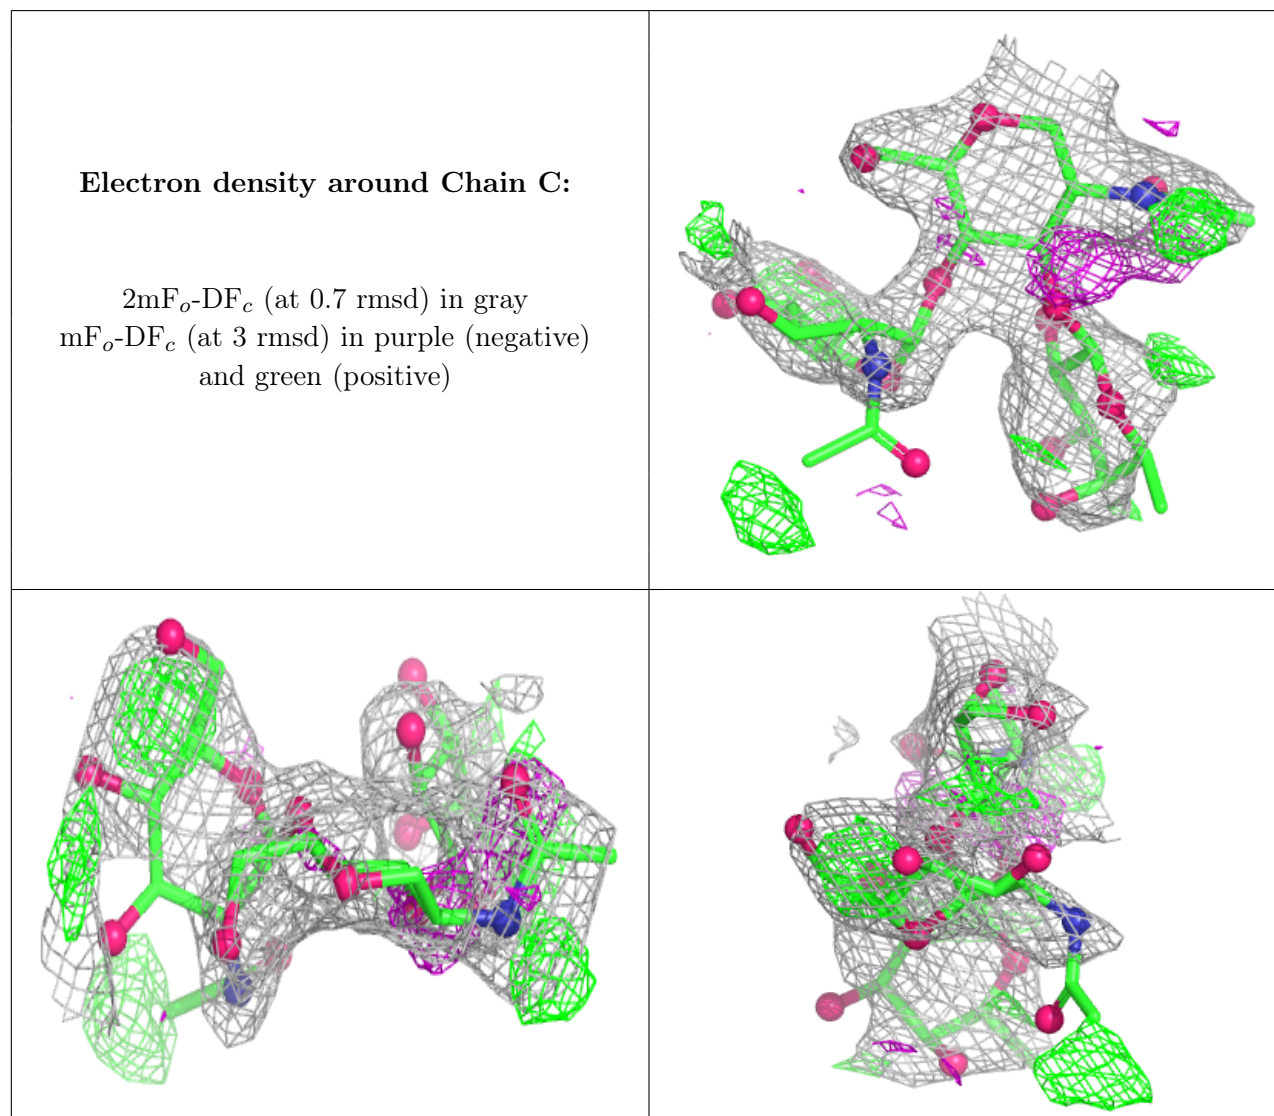 Electron density around Chain C:
2mFₒ-DF𝒸 (at 0.7 rmsd) in gray
mFₒ-DF𝒸 (at 3 rmsd) in purple (negative)
and green (positive)